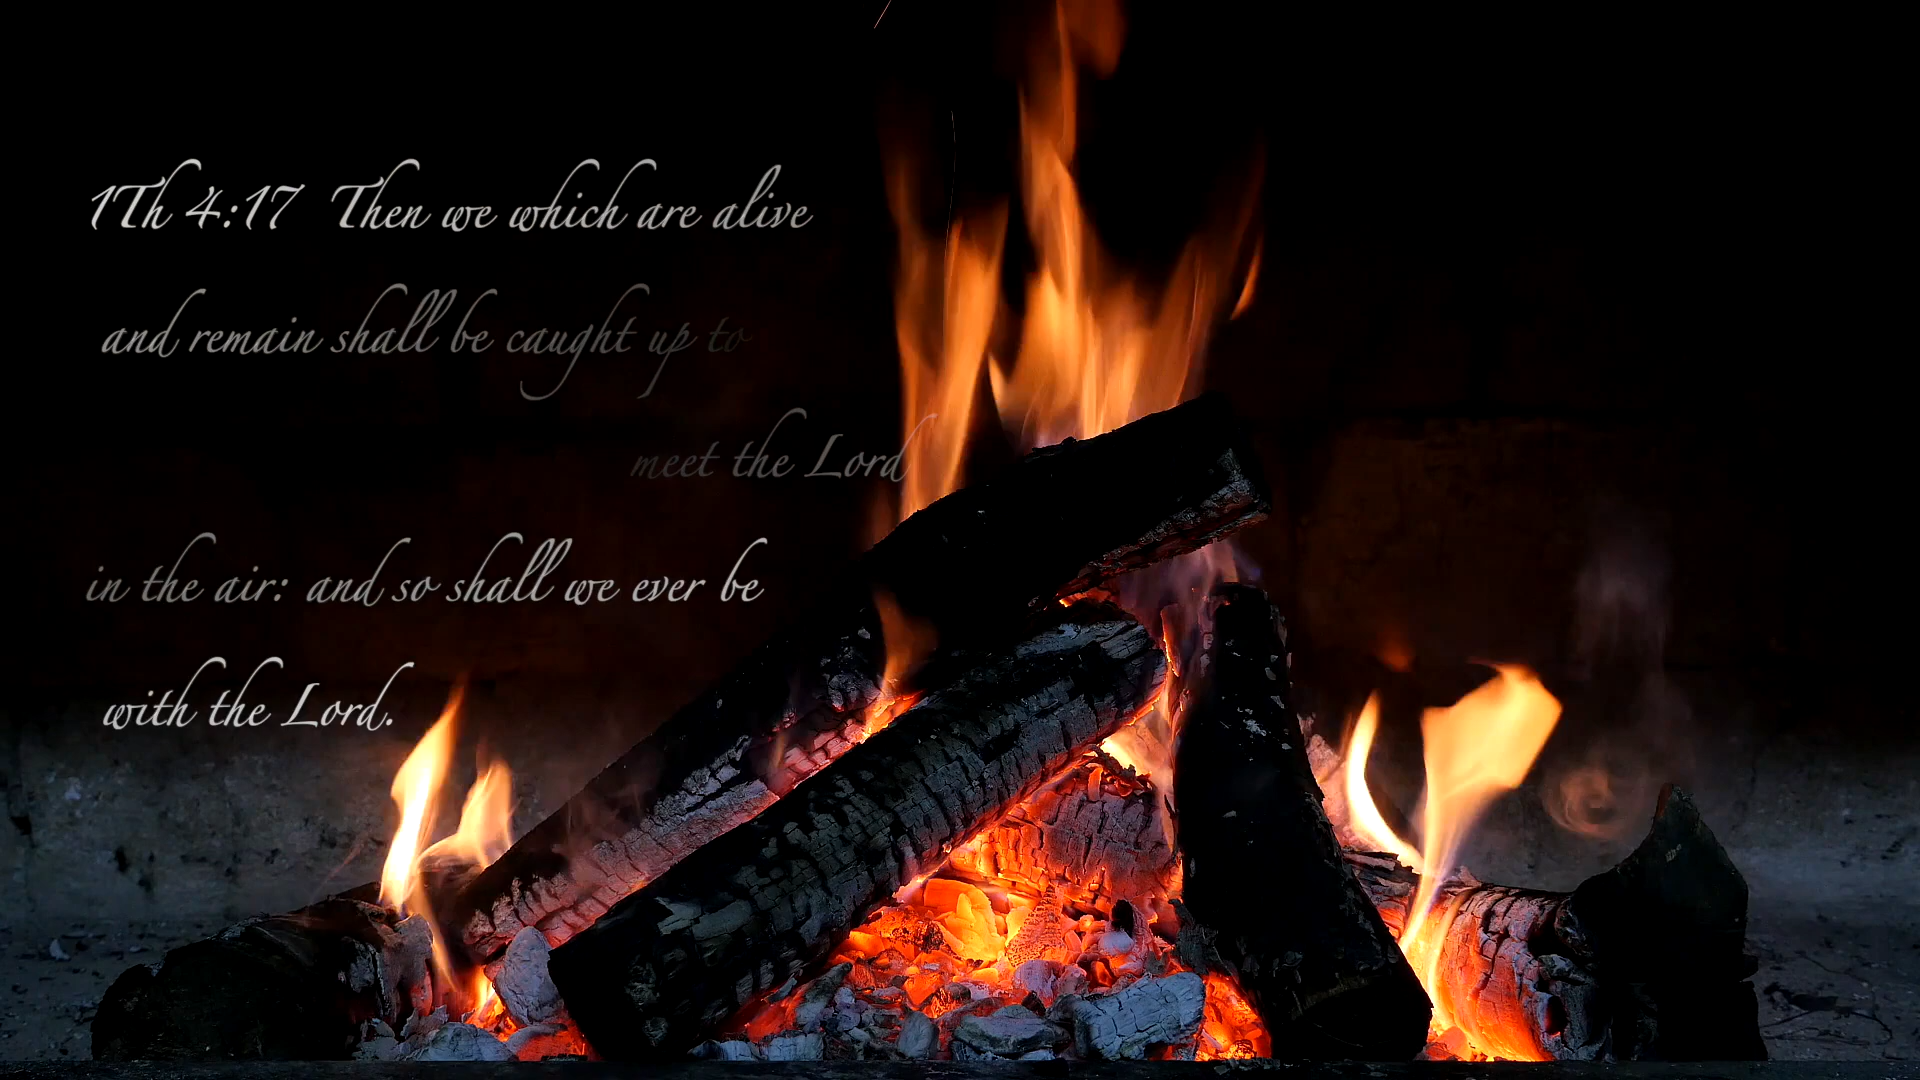 1Th 4:17 Then we which are alive
and remain shall be caught up to
meet the Lord
in the air: and so shall we ever be
with the Lord.